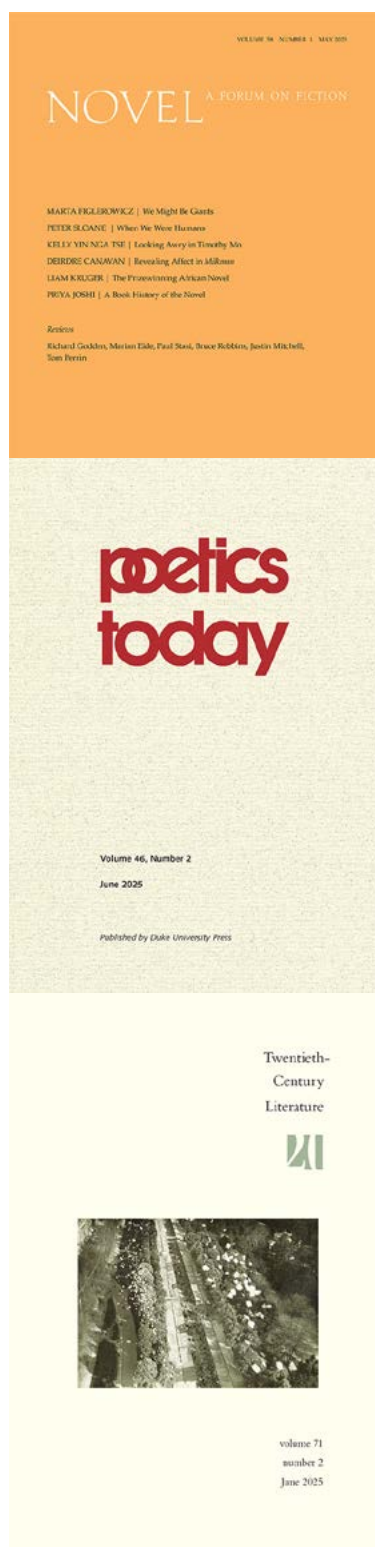 VOLUME 58 NUMBER 1 MAY 2025
NOVEL A FORUM ON FICTION
MARTA FIGLEROWICZ | We Might Be Giants
PETER SLOANE | When We Were Humans
KELLY YIN NGA TSE | Looking Awry in Timothy Mo
DEIRDRE CANAVAN | Revealing Affect in Milkman
LIAM KRUGER | The Prizewinning African Novel
PRIYA JOSHI | A Book History of the Novel
Reviews
Richard Godden, Marian Eide, Paul Stasi, Bruce Robbins, Justin Mitchell,
Tom Perrin
poetics
today
Volume 46, Number 2
June 2025
Published by Duke University Press
Twentieth-
Century
Literature
volume 71
number 2
June 2025